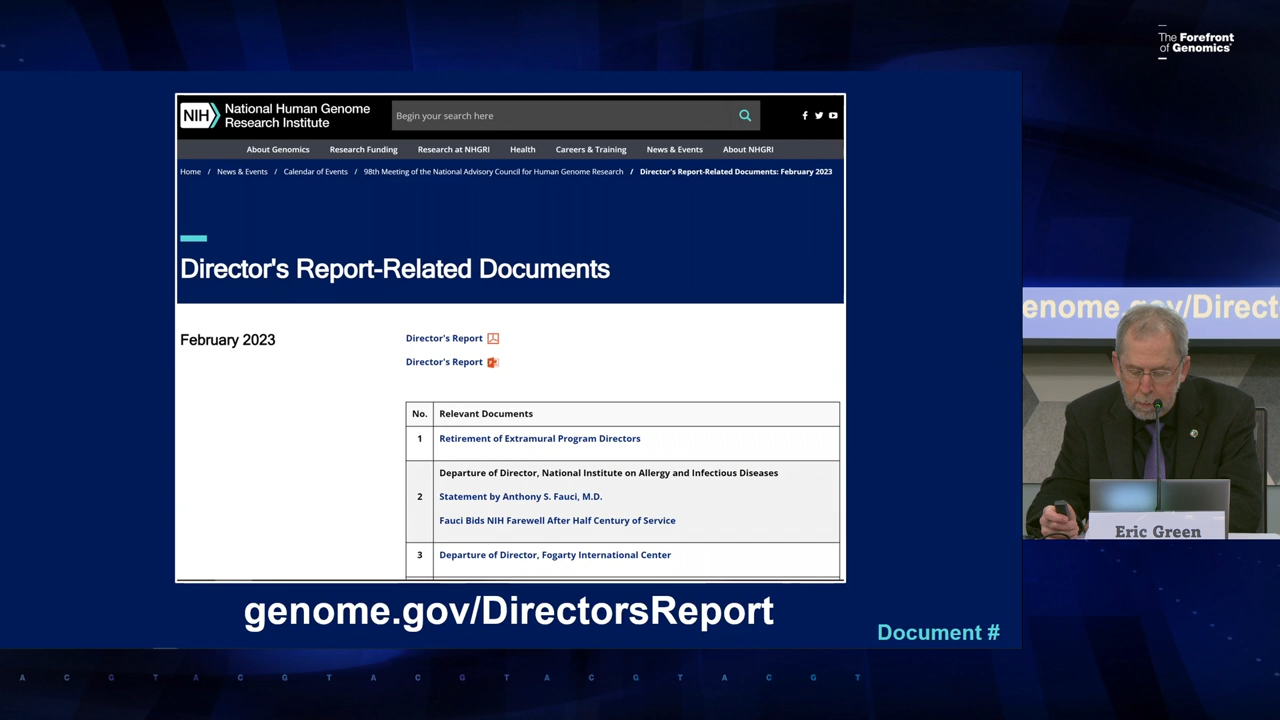 The Forefront
of Genomics®
NIH
National Human Genome
Research Institute
Begin your search here
About Genomics Research Funding Research at NHGRI Health Careers & Training News & Events About NHGRI
Home / News & Events / Calendar of Events / 98th Meeting of the National Advisory Council for Human Genome Research / Director's Report-Related Documents: February 2023
Director's Report-Related Documents
February 2023
Director's Report
Director's Report
No. Relevant Documents
1 Retirement of Extramural Program Directors
Departure of Director, National Institute on Allergy and Infectious Diseases
2 Statement by Anthony S. Fauci, M.D.
Fauci Bids NIH Farewell After Half Century of Service
3 Departure of Director, Fogarty International Center
genome.gov/DirectorsReport
Document #
enome.gov/Direct
Eric Green
A C G T A C G T A C G T A C G T A C G T